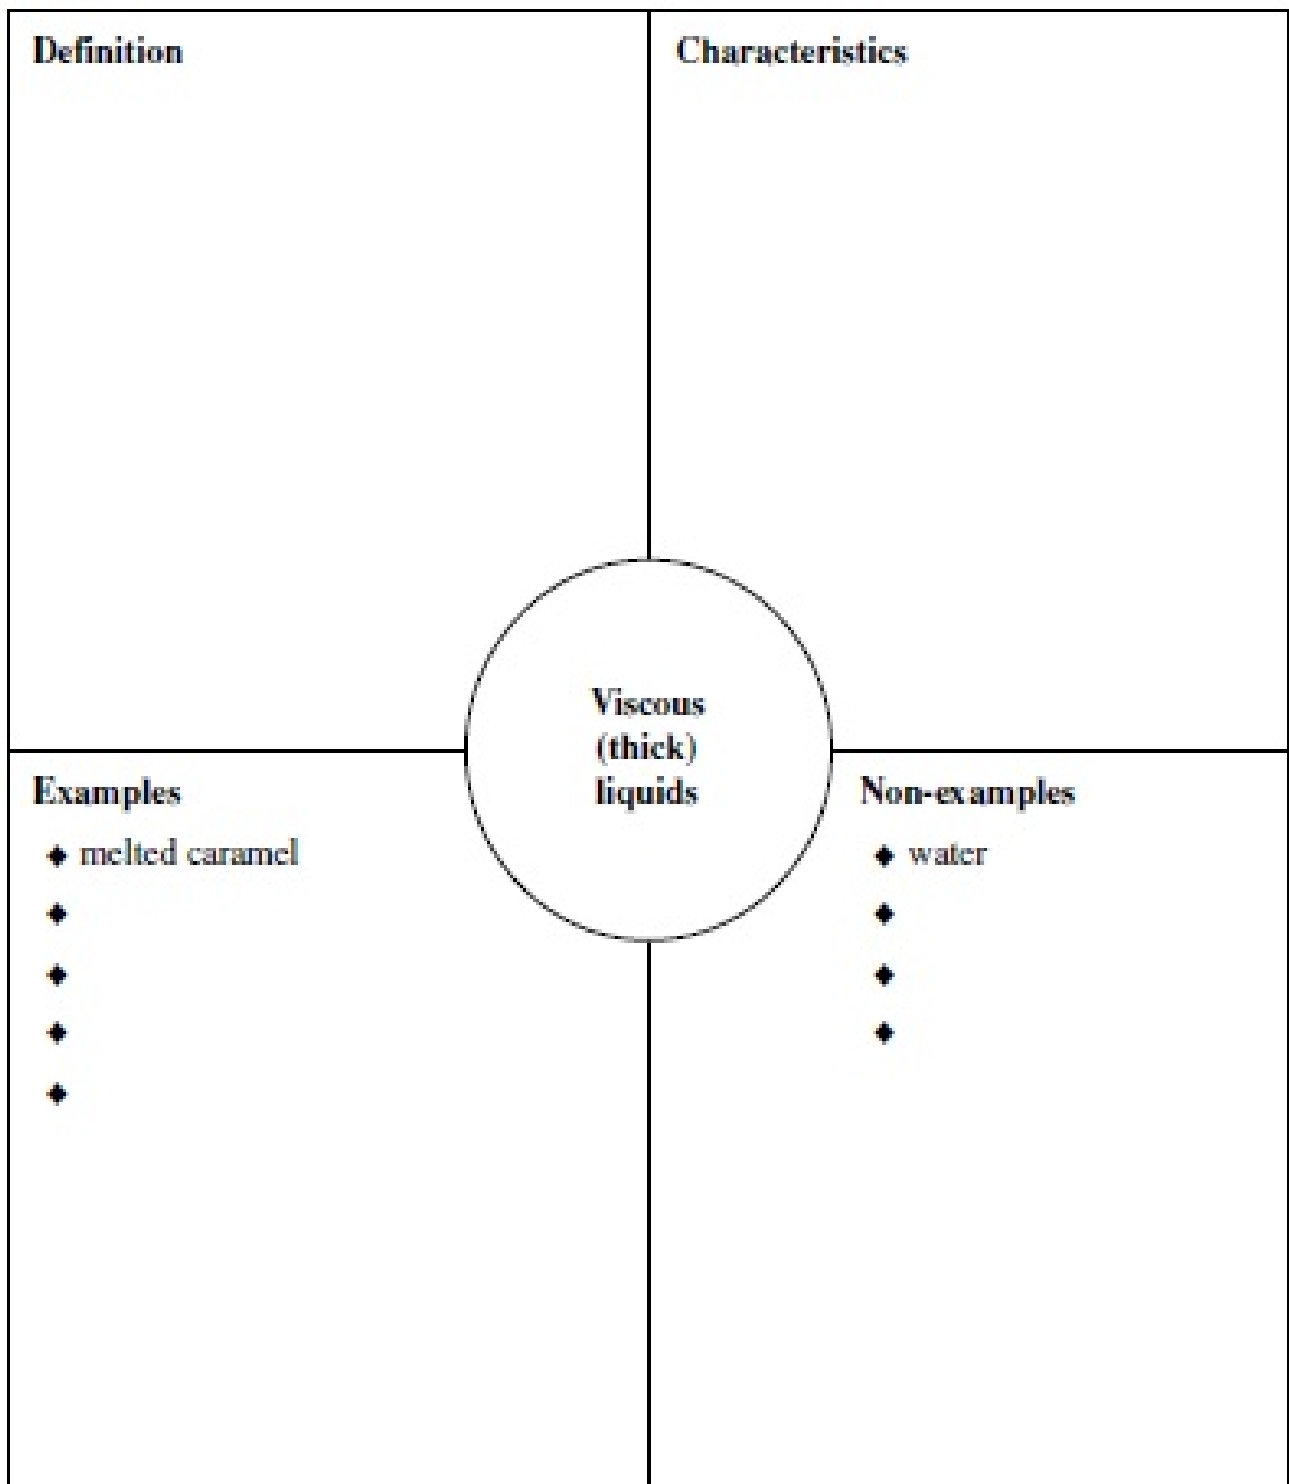 Definition
Characteristics
Viscous
(thick)
liquids
Examples
◆ melted caramel
◆
◆
◆
◆
Non-examples
◆ water
◆
◆
◆